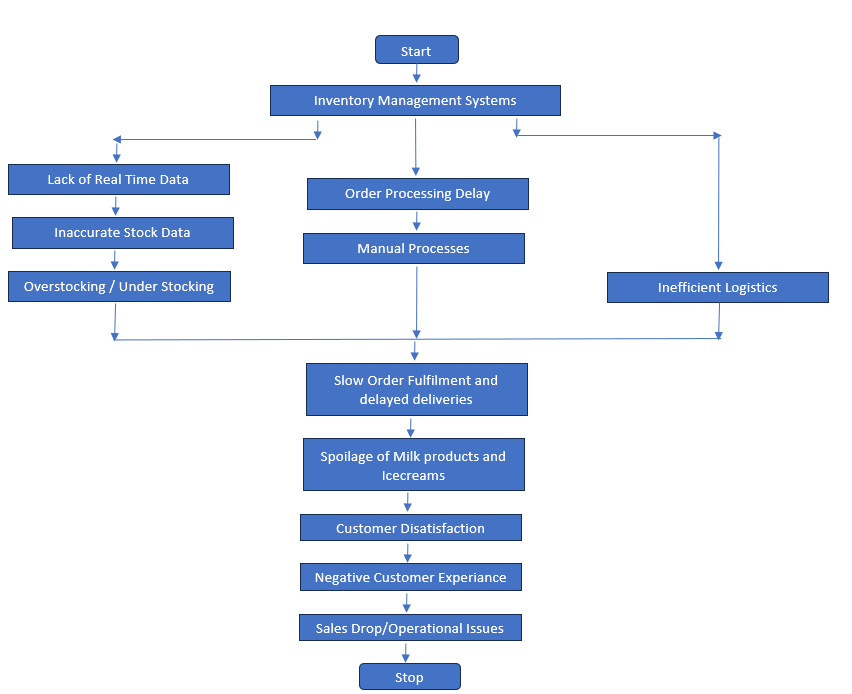 Start
Inventory Management Systems
Lack of Real Time Data
Order Processing Delay
Inaccurate Stock Data
Manual Processes
Overstocking / Under Stocking
Inefficient Logistics
Slow Order Fulfilment and
delayed deliveries
Spoilage of Milk products and
Icecreams
Customer Disatisfaction
Negative Customer Experiance
Sales Drop/Operational Issues
Stop